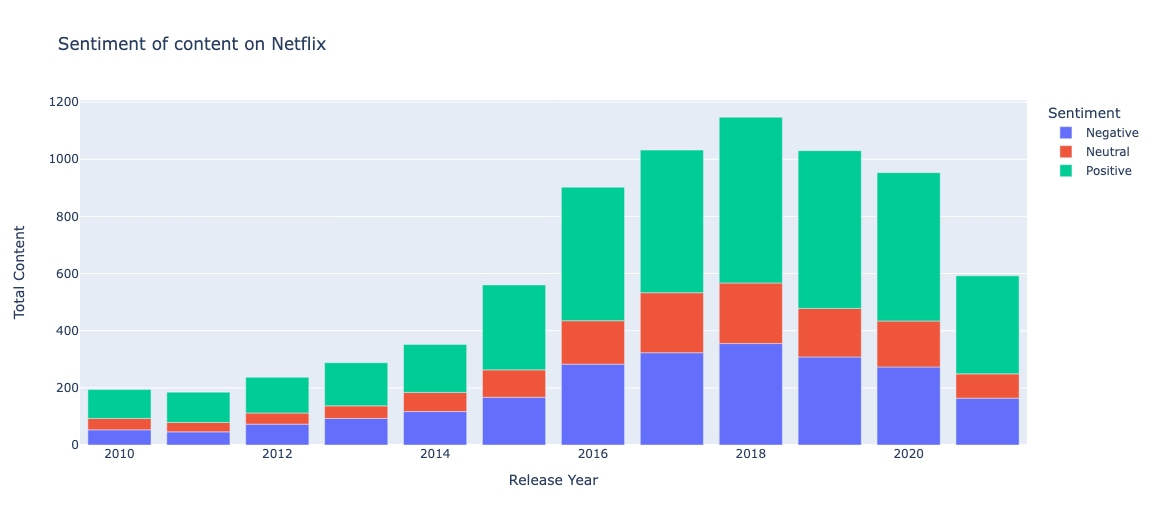 Sentiment of content on Netflix
1200
1000
800
600
400
200
0
Total Content
2010
2012
2014
2016
2018
2020
Release Year
Sentiment
Negative
Neutral
Positive